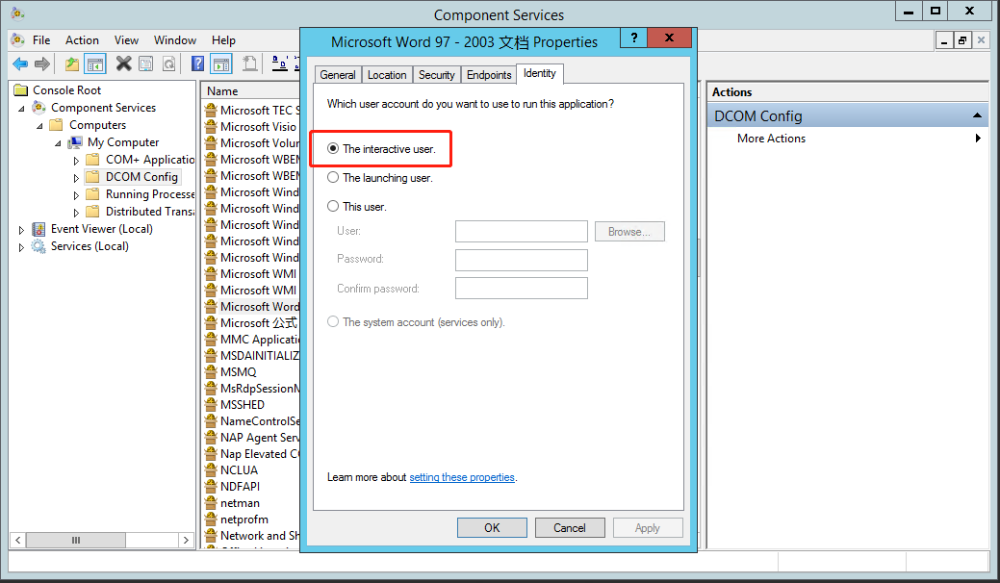 Component Services
File Action View Window Help
Console Root
Component Services
Computers
My Computer
COM+ Applicatio
DCOM Config
Running Processe
Distributed Transa
Event Viewer (Local)
Services (Local)
Name
Microsoft TEC S
Microsoft Visio
Microsoft Volur
Microsoft WBEM
Microsoft WBEM
Microsoft Wind
Microsoft Wind
Microsoft Wind
Microsoft Wind
Microsoft Wind
Microsoft WMI
Microsoft WMI
Microsoft Word
Microsoft 公式
MMC Applicatio
MSDAINITIALIZ
MSMQ
MsRdpSessionM
MSSHED
NameControlSe
NAP Agent Serv
Nap Elevated CO
NCLUA
NDFAPI
netman
netprofm
Network and Sh
Microsoft Word 97 - 2003 文档 Properties
General Location Security Endpoints Identity
Which user account do you want to use to run this application?
The interactive user.
The launching user.
This user.
User:
Browse...
Password:
Confirm password:
The system account (services only).
Learn more about setting these properties.
OK Cancel Apply
Actions
DCOM Config
More Actions